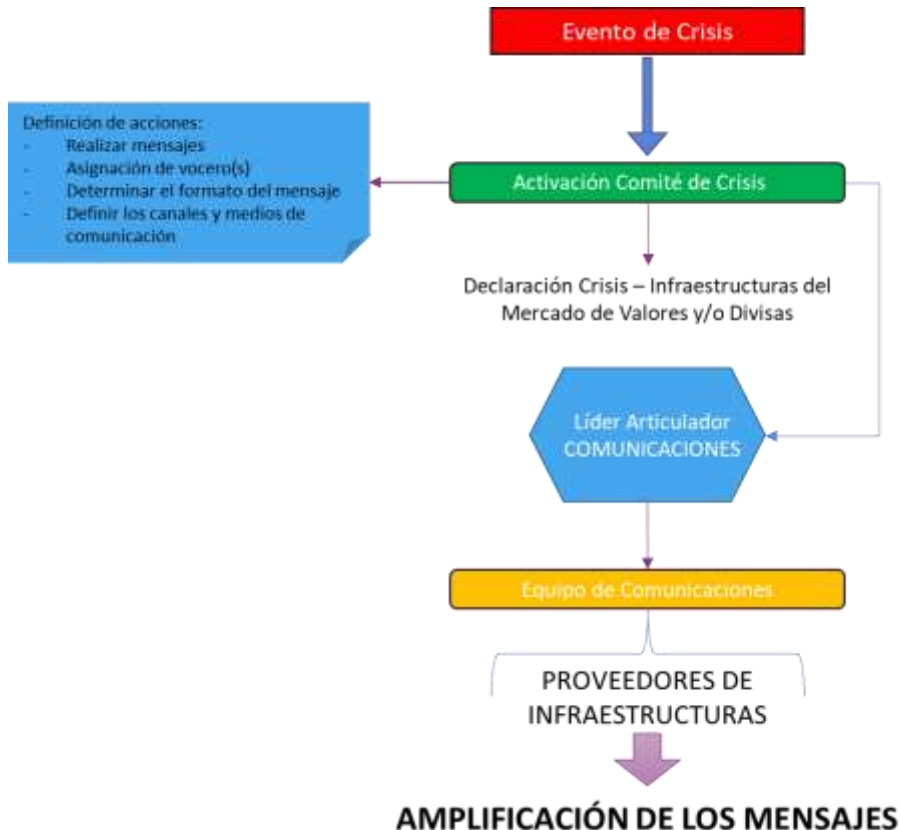 Evento de Crisis
Definición de acciones:
- Realizar mensajes
- Asignación de vocero(s)
- Determinar el formato del mensaje
- Definir los canales y medios de
comunicación
Activación Comité de Crisis
Declaración Crisis – Infraestructuras del
Mercado de Valores y/o Divisas
Líder Articulador
COMUNICACIONES
Equipo de Comunicaciones
PROVEEDORES DE
INFRAESTRUCTURAS
AMPLIFICACIÓN DE LOS MENSAJES